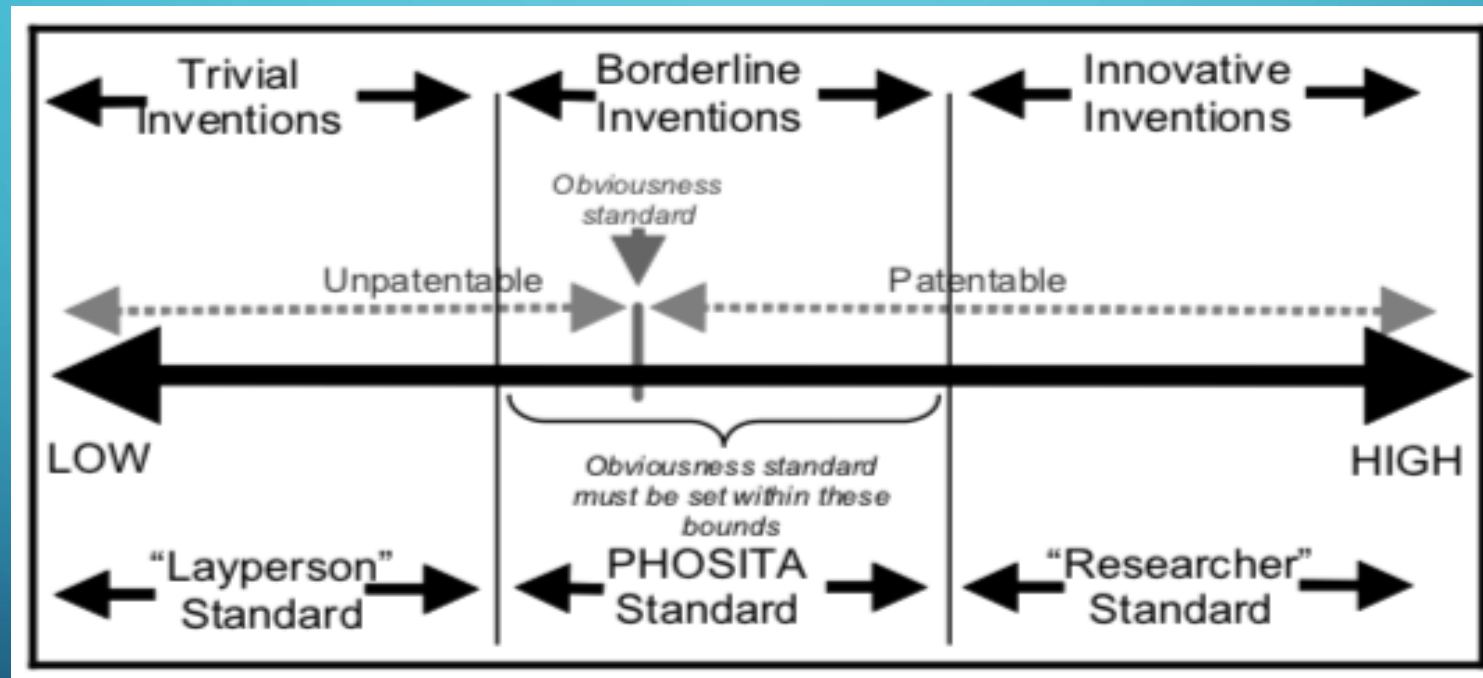 Trivial
Inventions
Borderline
Inventions
Innovative
Inventions
Obviousness
standard
Unpatentable
Patentable
LOW
HIGH
Obviousness standard
must be set within these
bounds
“Layperson”
Standard
PHOSITA
Standard
“Researcher”
Standard